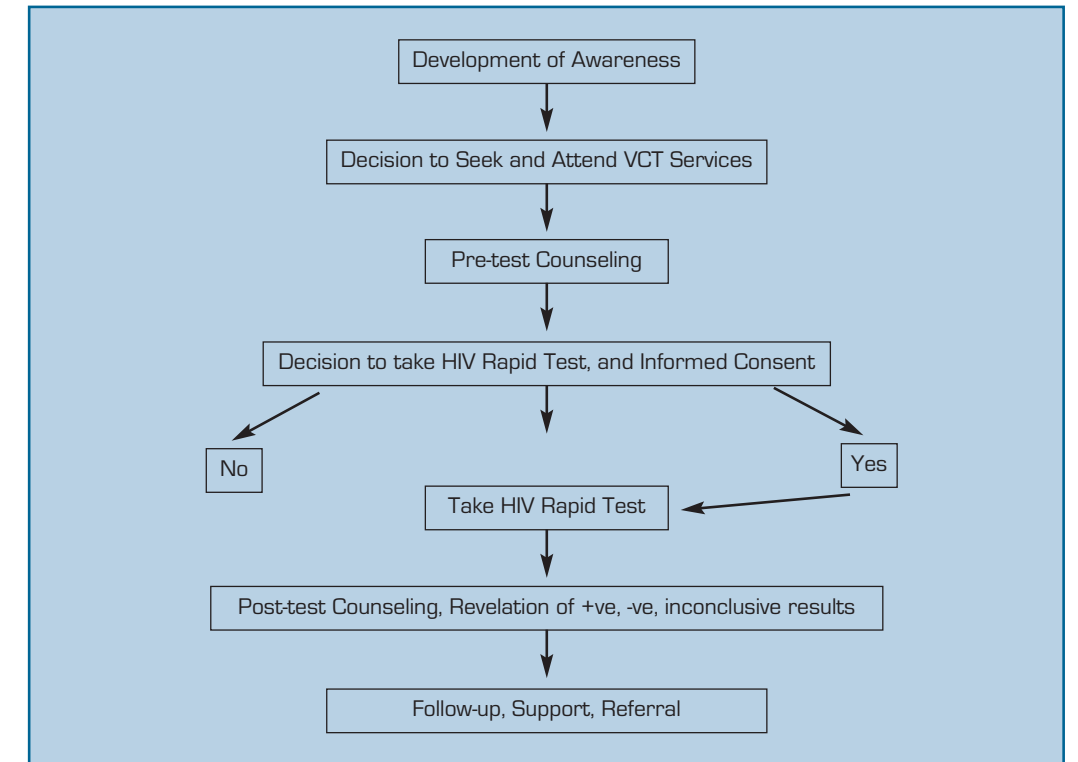 Development of Awareness
Decision to Seek and Attend VCT Services
Pre-test Counseling
Decision to take HIV Rapid Test, and Informed Consent
No
Yes
Take HIV Rapid Test
Post-test Counseling, Revelation of +ve, -ve, inconclusive results
Follow-up, Support, Referral